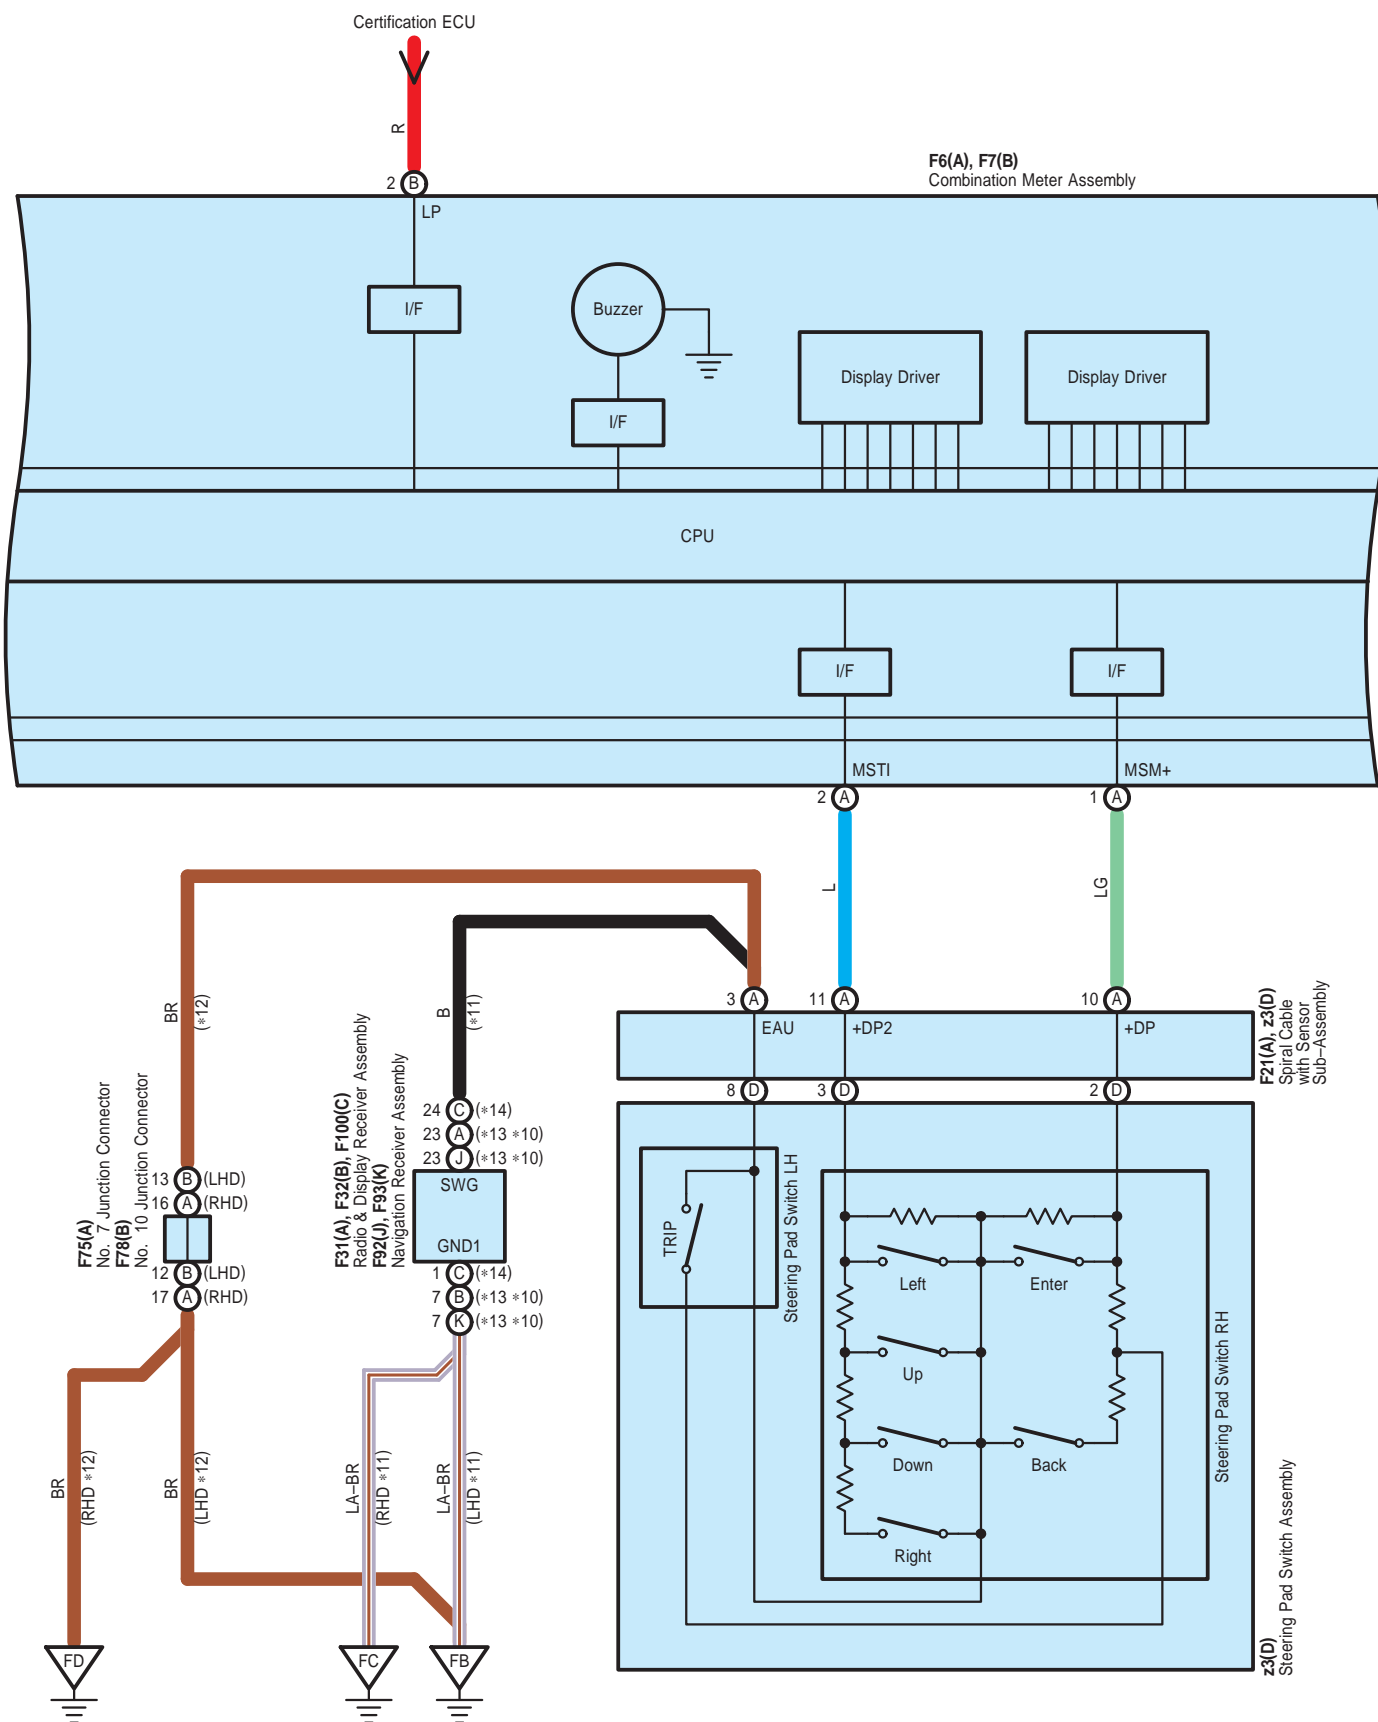 Certification ECU
R
2 B
LP
F6(A), F7(B)
Combination Meter Assembly
I/F
Buzzer
I/F
Display Driver
Display Driver
CPU
I/F
I/F
MSTI
MSM+
2 A
1 A
L
LG
BR
(*12)
B
(*11)
3 A
11 A
10 A
EAU
+DP2
+DP
F21(A), z3(D)
Spiral Cable
with Sensor
Sub-Assembly
8 D
3 D
2 D
F75(A)
No. 7 Junction Connector
F78(B)
No. 10 Junction Connector
13 B (LHD)
16 A (RHD)
12 B (LHD)
17 A (RHD)
F31(A), F32(B), F100(C)
Radio & Display Receiver Assembly
F92(J), F93(K)
Navigation Receiver Assembly
24 C (*14)
23 A (*13 *10)
23 J (*13 *10)
SWG
GND1
1 C (*14)
7 B (*13 *10)
7 K (*13 *10)
TRIP
Steering Pad Switch LH
Left
Enter
Up
Down
Back
Right
Steering Pad Switch RH
z3(D)
Steering Pad Switch Assembly
BR
(RHD *12)
BR
(LHD *12)
LA-BR
(RHD *11)
LA-BR
(LHD *11)
FD
FC
FB